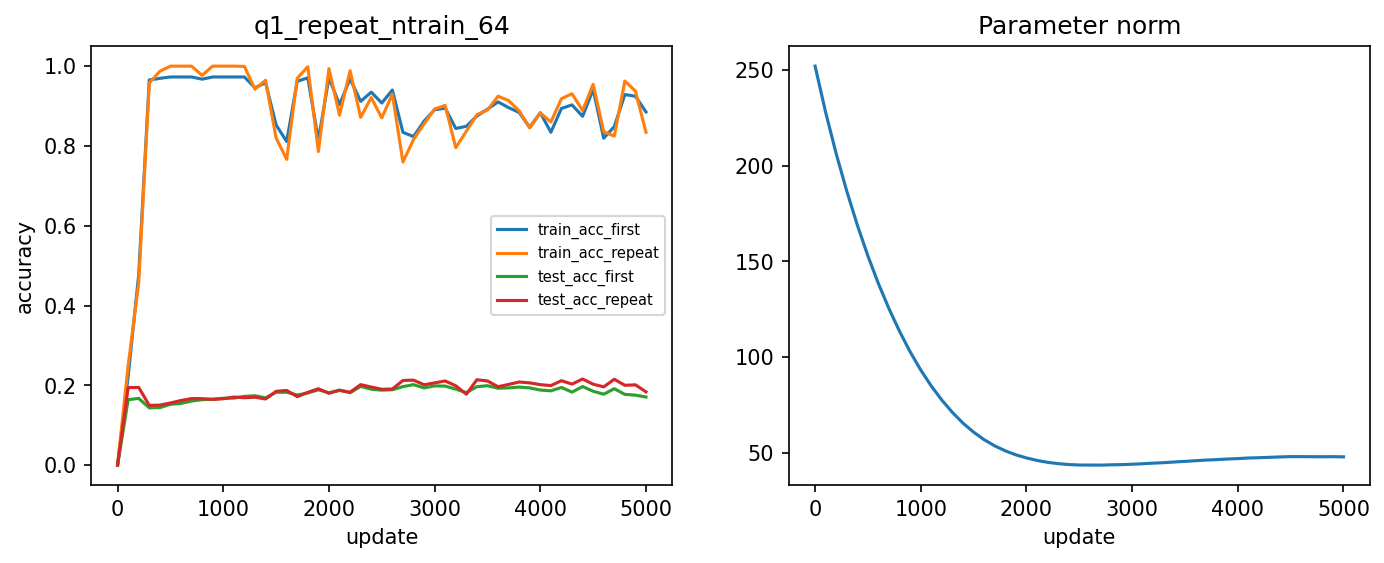 q1_repeat_ntrain_64
accuracy
1.0
0.8
0.6
0.4
0.2
0.0
train_acc_first
train_acc_repeat
test_acc_first
test_acc_repeat
0 1000 2000 3000 4000 5000
update
Parameter norm
250
200
150
100
50
0 1000 2000 3000 4000 5000
update